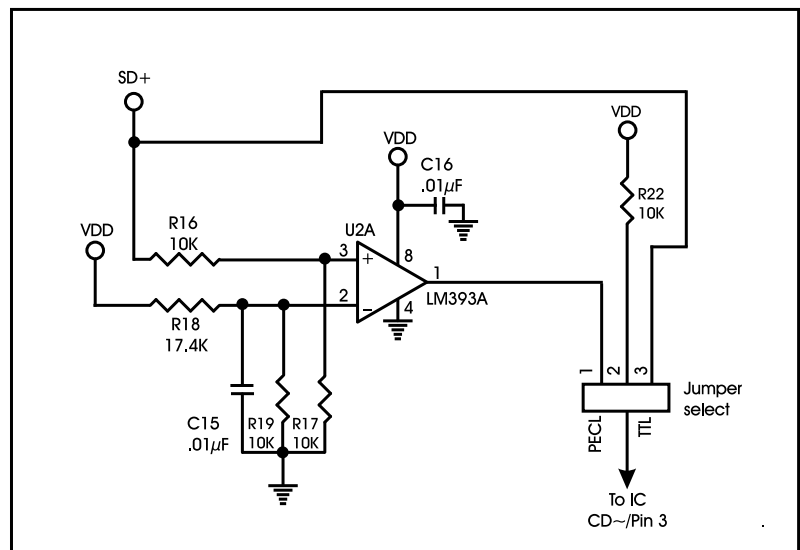 SD+
VDD
VDD
C16
.01µF
R22
10K
VDD
R16
10K
U2A
3
+
8
1
2
−
4
LM393A
R18
17.4K
1
2
3
Jumper
select
C15
.01µF
R19
10K
R17
10K
PECL
TTL
To IC
CD~/Pin 3